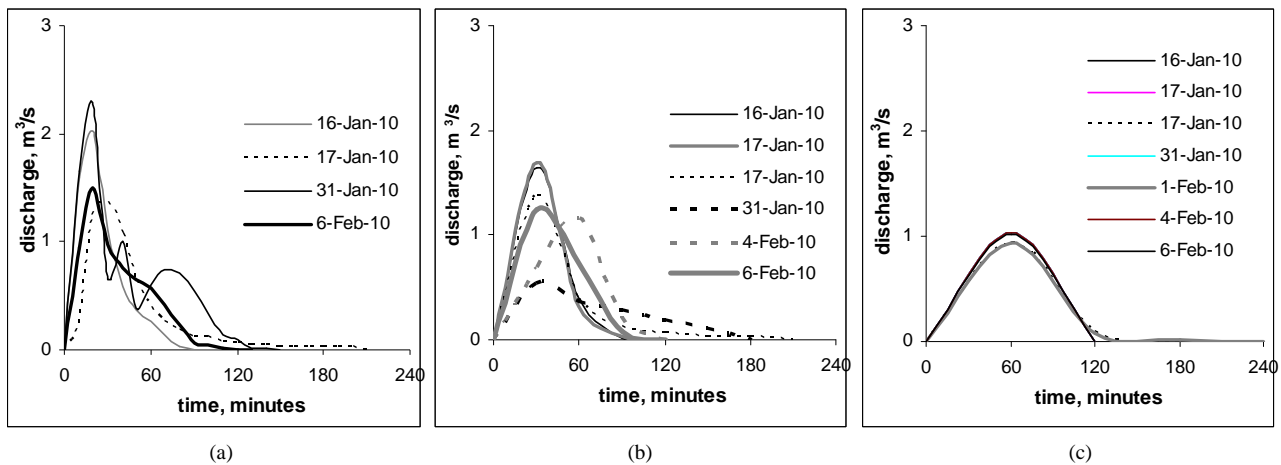 3
2
1
0
discharge, m³/s
0 60 120 180 240
time, minutes
16-Jan-10
17-Jan-10
31-Jan-10
6-Feb-10
(a)
3
2
1
0
discharge, m³/s
0 60 120 180 240
time, minutes
16-Jan-10
17-Jan-10
17-Jan-10
31-Jan-10
4-Feb-10
6-Feb-10
(b)
3
2
1
0
discharge, m³/s
0 60 120 180 240
time, minutes
16-Jan-10
17-Jan-10
17-Jan-10
31-Jan-10
1-Feb-10
4-Feb-10
6-Feb-10
(c)